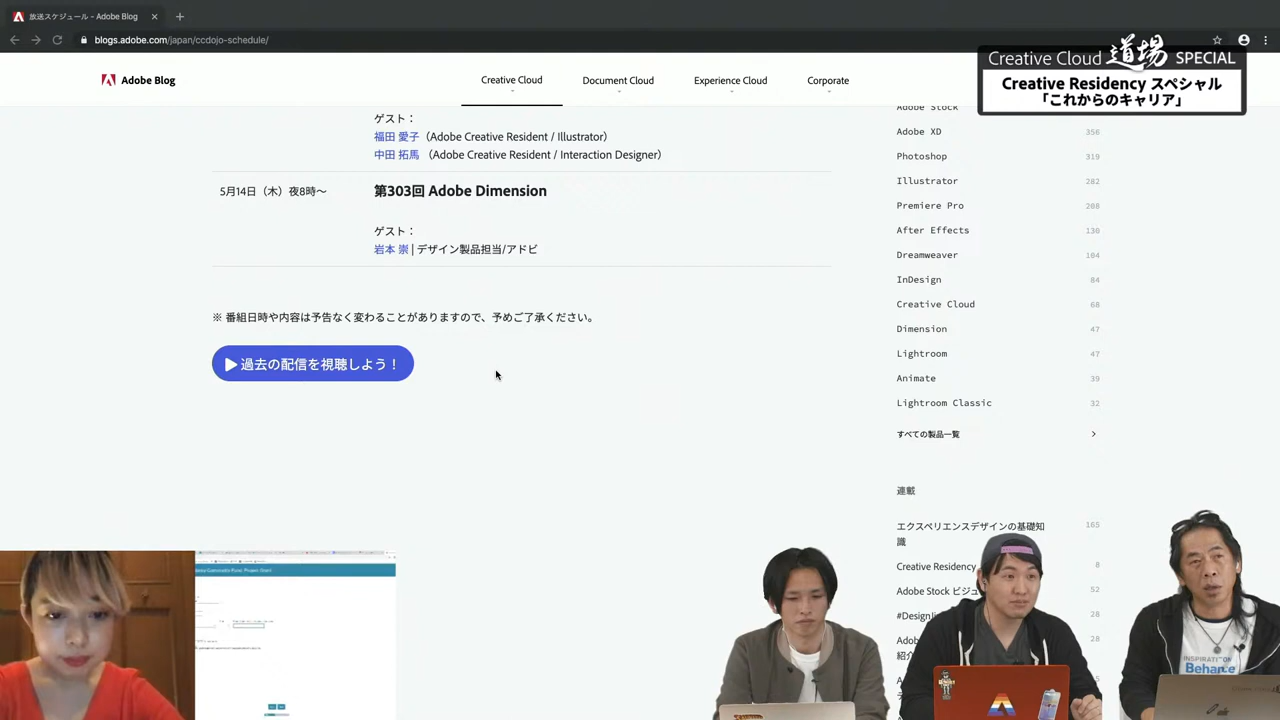 放送スケジュール - Adobe Blog
blogs.adobe.com/japan/ccdojo-schedule/
Creative Cloud 道場 SPECIAL
Creative Residency スペシャル
「これからのキャリア」
Adobe Blog
Creative Cloud
Document Cloud
Experience Cloud
Corporate
ゲスト：
福田 愛子（Adobe Creative Resident / Illustrator）
中田 拓馬 （Adobe Creative Resident / Interaction Designer）
5月14日（木）夜8時〜
第303回 Adobe Dimension
ゲスト：
岩本 崇 | デザイン製品担当/アドビ
※ 番組日時や内容は予告なく変わることがありますので、予めご了承ください。
▶ 過去の配信を視聴しよう！
Adobe Stock
Adobe XD 356
Photoshop 319
Illustrator 282
Premiere Pro 208
After Effects 130
Dreamweaver 104
InDesign 84
Creative Cloud 68
Dimension 47
Lightroom 47
Animate 39
Lightroom Classic 32
すべての製品一覧
連載
エクスペリエンスデザインの基礎知 165
識
Creative Residency 8
Adobe Stock ビジュ 52
28
28
紹介
INSPIRATION
Behance